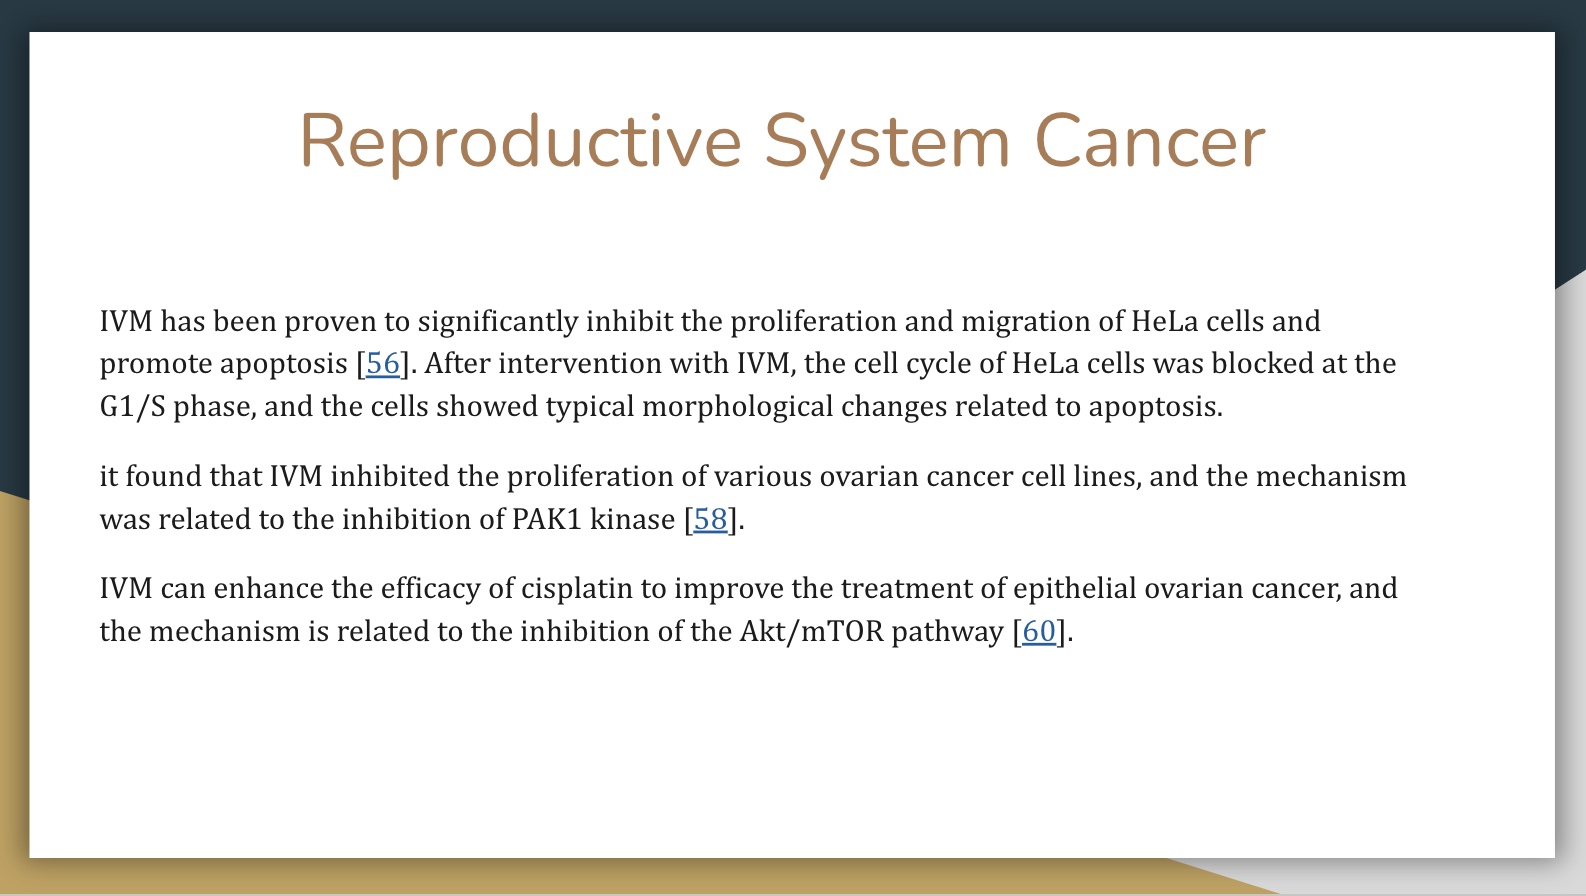 Reproductive System Cancer
IVM has been proven to significantly inhibit the proliferation and migration of HeLa cells and
promote apoptosis [56]. After intervention with IVM, the cell cycle of HeLa cells was blocked at the
G1/S phase, and the cells showed typical morphological changes related to apoptosis.
it found that IVM inhibited the proliferation of various ovarian cancer cell lines, and the mechanism
was related to the inhibition of PAK1 kinase [58].
IVM can enhance the efficacy of cisplatin to improve the treatment of epithelial ovarian cancer, and
the mechanism is related to the inhibition of the Akt/mTOR pathway [60].